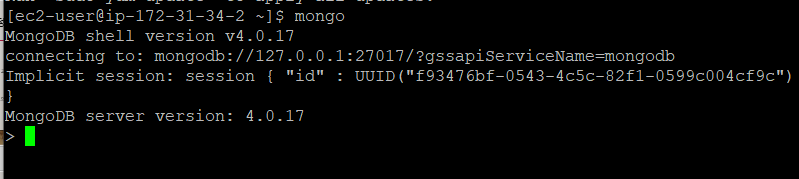 [ec2-user@ip-172-31-34-2 ~]$ mongo
MongoDB shell version v4.0.17
connecting to: mongodb://127.0.0.1:27017/?gssapiServiceName=mongodb
Implicit session: session { "id" : UUID("f93476bf-0543-4c5c-82f1-0599c004cf9c")
}
MongoDB server version: 4.0.17
>